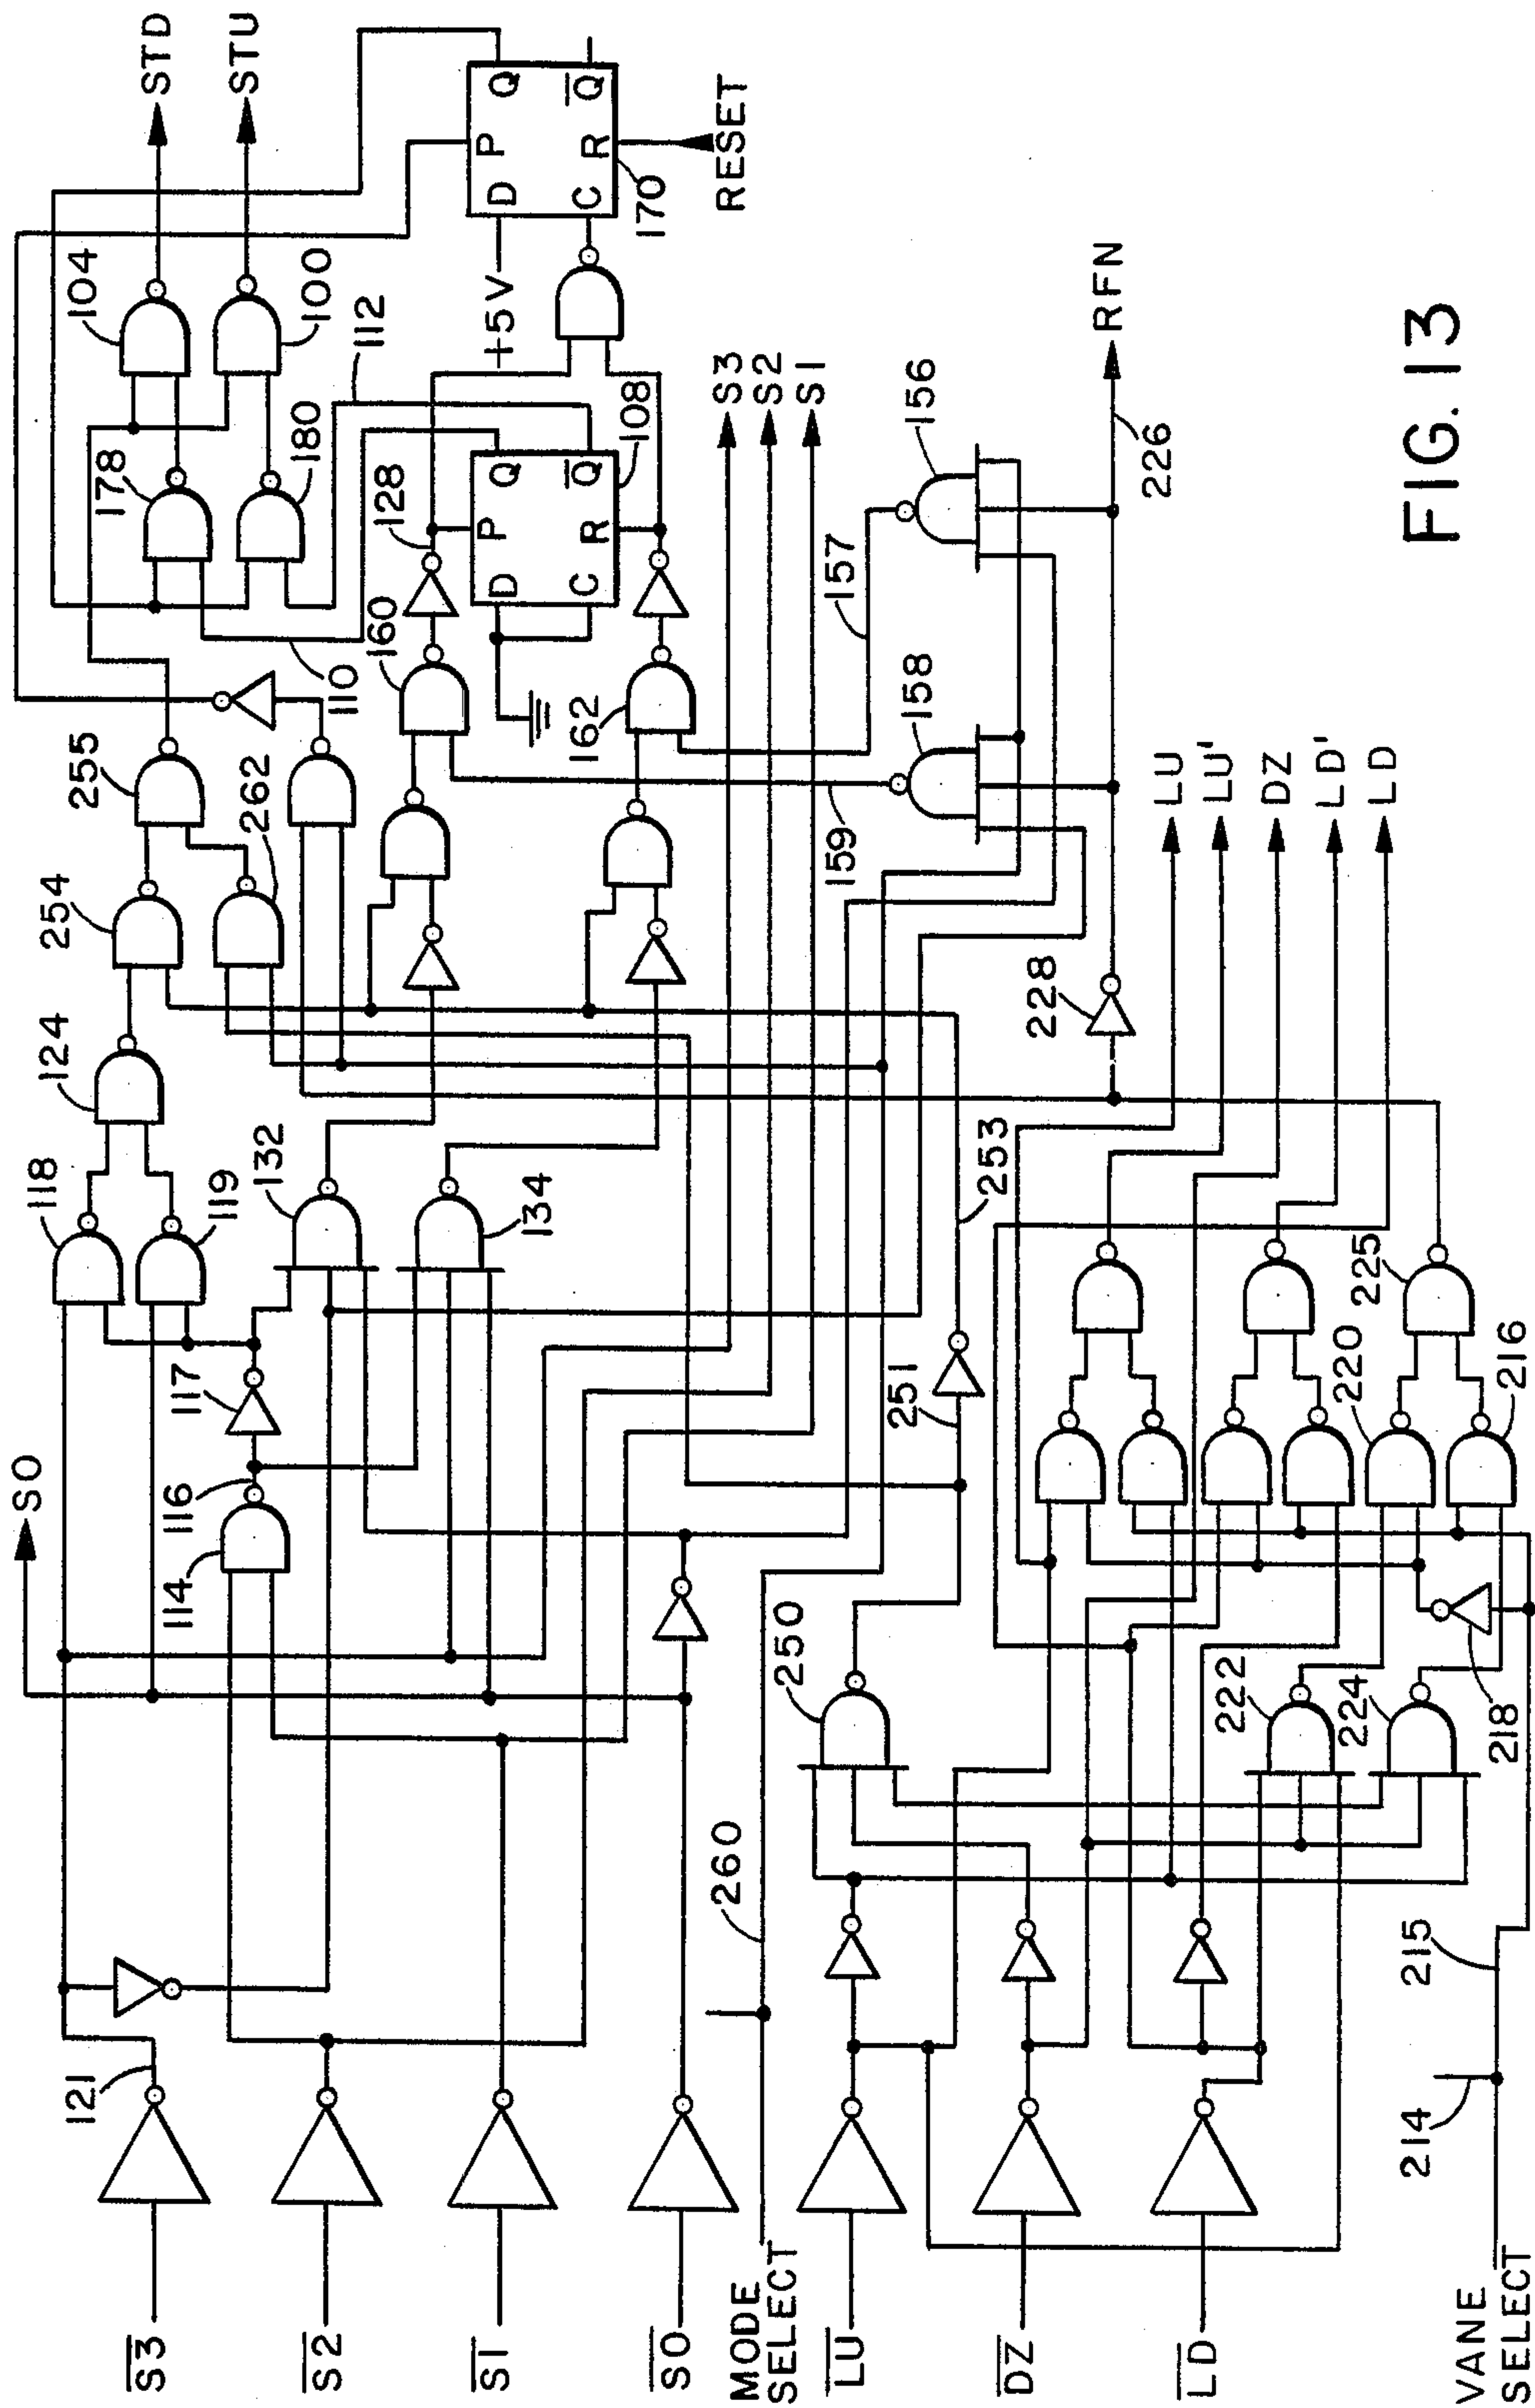 STD
STU
104
100
178
180
112
110
P
Q
D
C
R
Q̅
170
RESET
+5V
128
108
P
Q
D
C
R
Q̅
160
162
255
254
262
124
118
119
132
134
117
116
114
121
S0
S3
S2
S1
157
156
158
159
RFN
226
228
253
251
250
260
LU
LU'
DZ
LD'
LD
225
220
216
222
224
218
215
214
S̅3̅
S̅2̅
S̅1̅
S̅0̅
MODE
SELECT
L̅U̅
D̅Z̅
L̅D̅
VANE
SELECT
FIG. 13